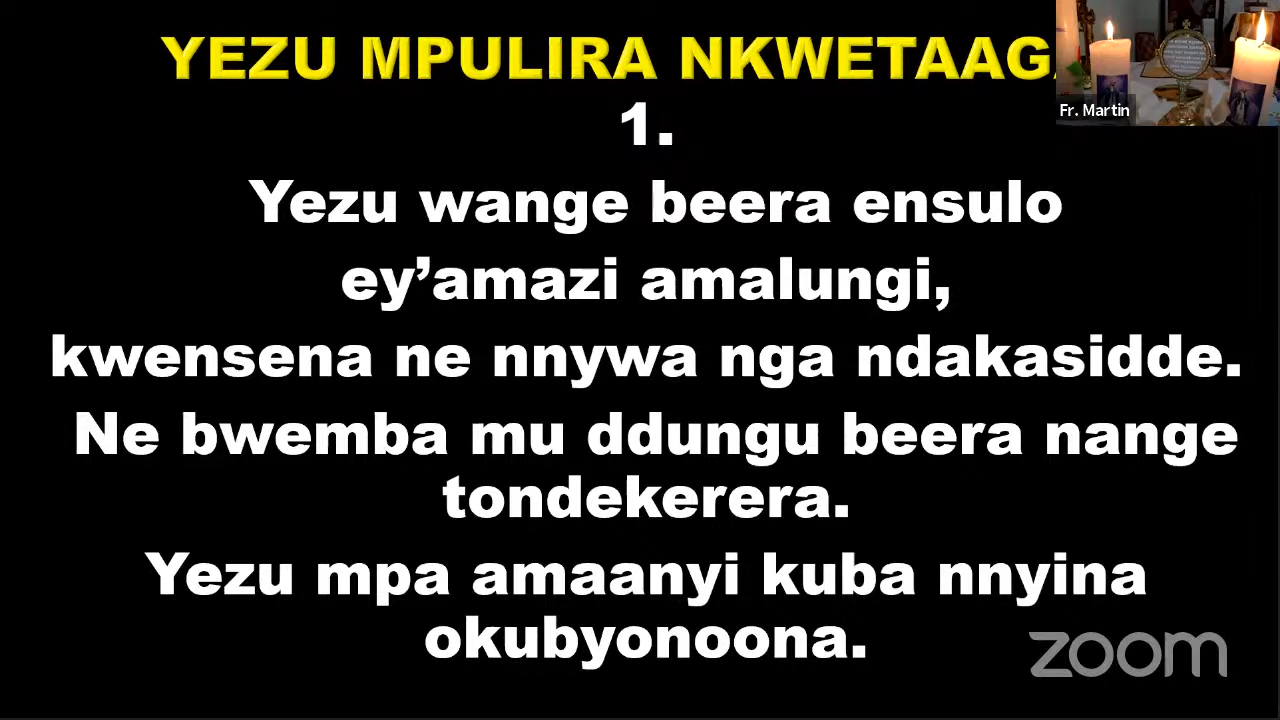 YEZU MPULIRA NKWETAAGA
1.
Yezu wange beera ensulo
ey’amazi amalungi,
kwensena ne nnywa nga ndakasidde.
Ne bwemba mu ddungu beera nange
tondekerera.
Yezu mpa amaanyi kuba nnyina
okubyonoona.
Fr. Martin
zoom